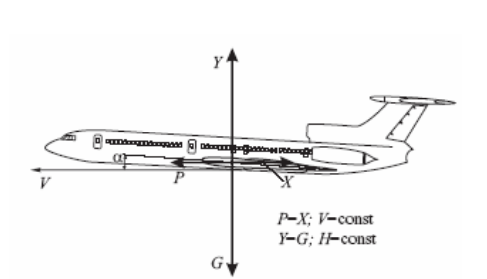 Y
α
V
P
X
P=X; V=const
Y=G; H=const
G